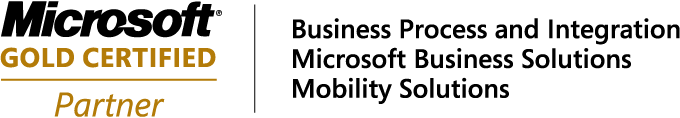 Microsoft®
GOLD CERTIFIED
Partner
Business Process and Integration
Microsoft Business Solutions
Mobility Solutions